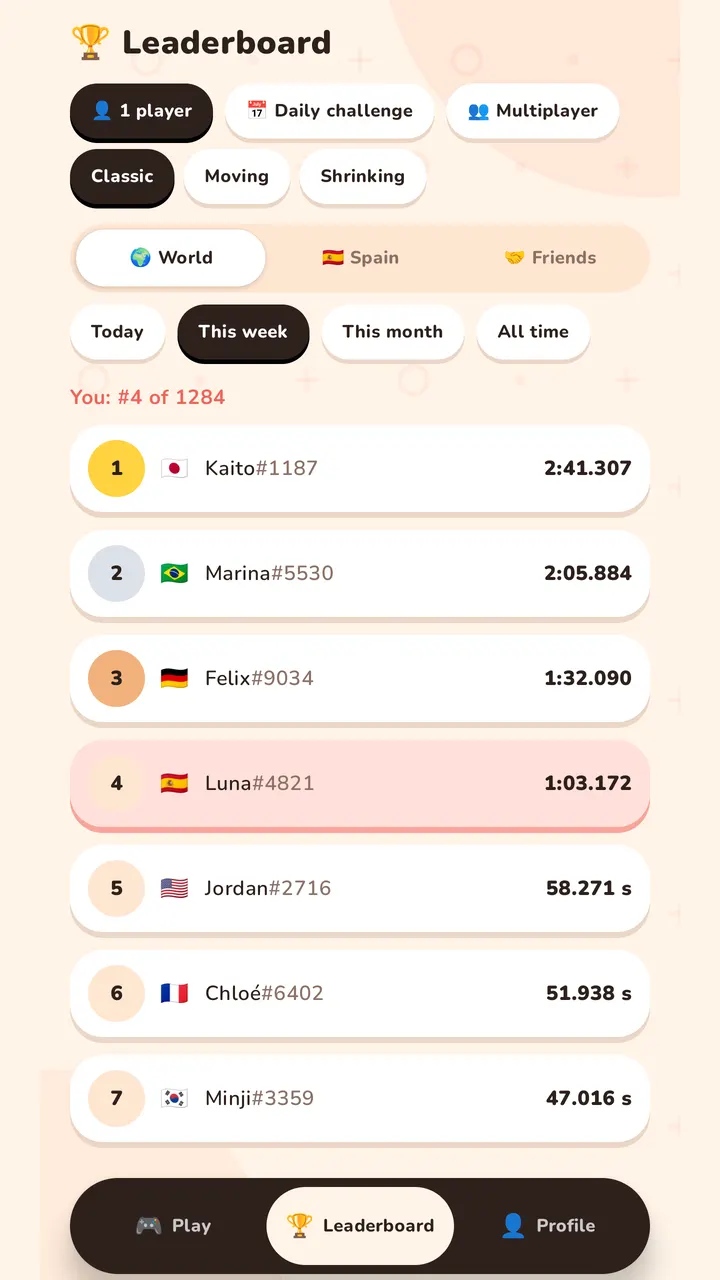 Leaderboard
1 player
Daily challenge
Multiplayer
Classic
Moving
Shrinking
World
Spain
Friends
Today
This week
This month
All time
You: #4 of 1284
1 Kaito#1187 2:41.307
2 Marina#5530 2:05.884
3 Felix#9034 1:32.090
4 Luna#4821 1:03.172
5 Jordan#2716 58.271 s
6 Chloé#6402 51.938 s
7 Minji#3359 47.016 s
Play
Leaderboard
Profile